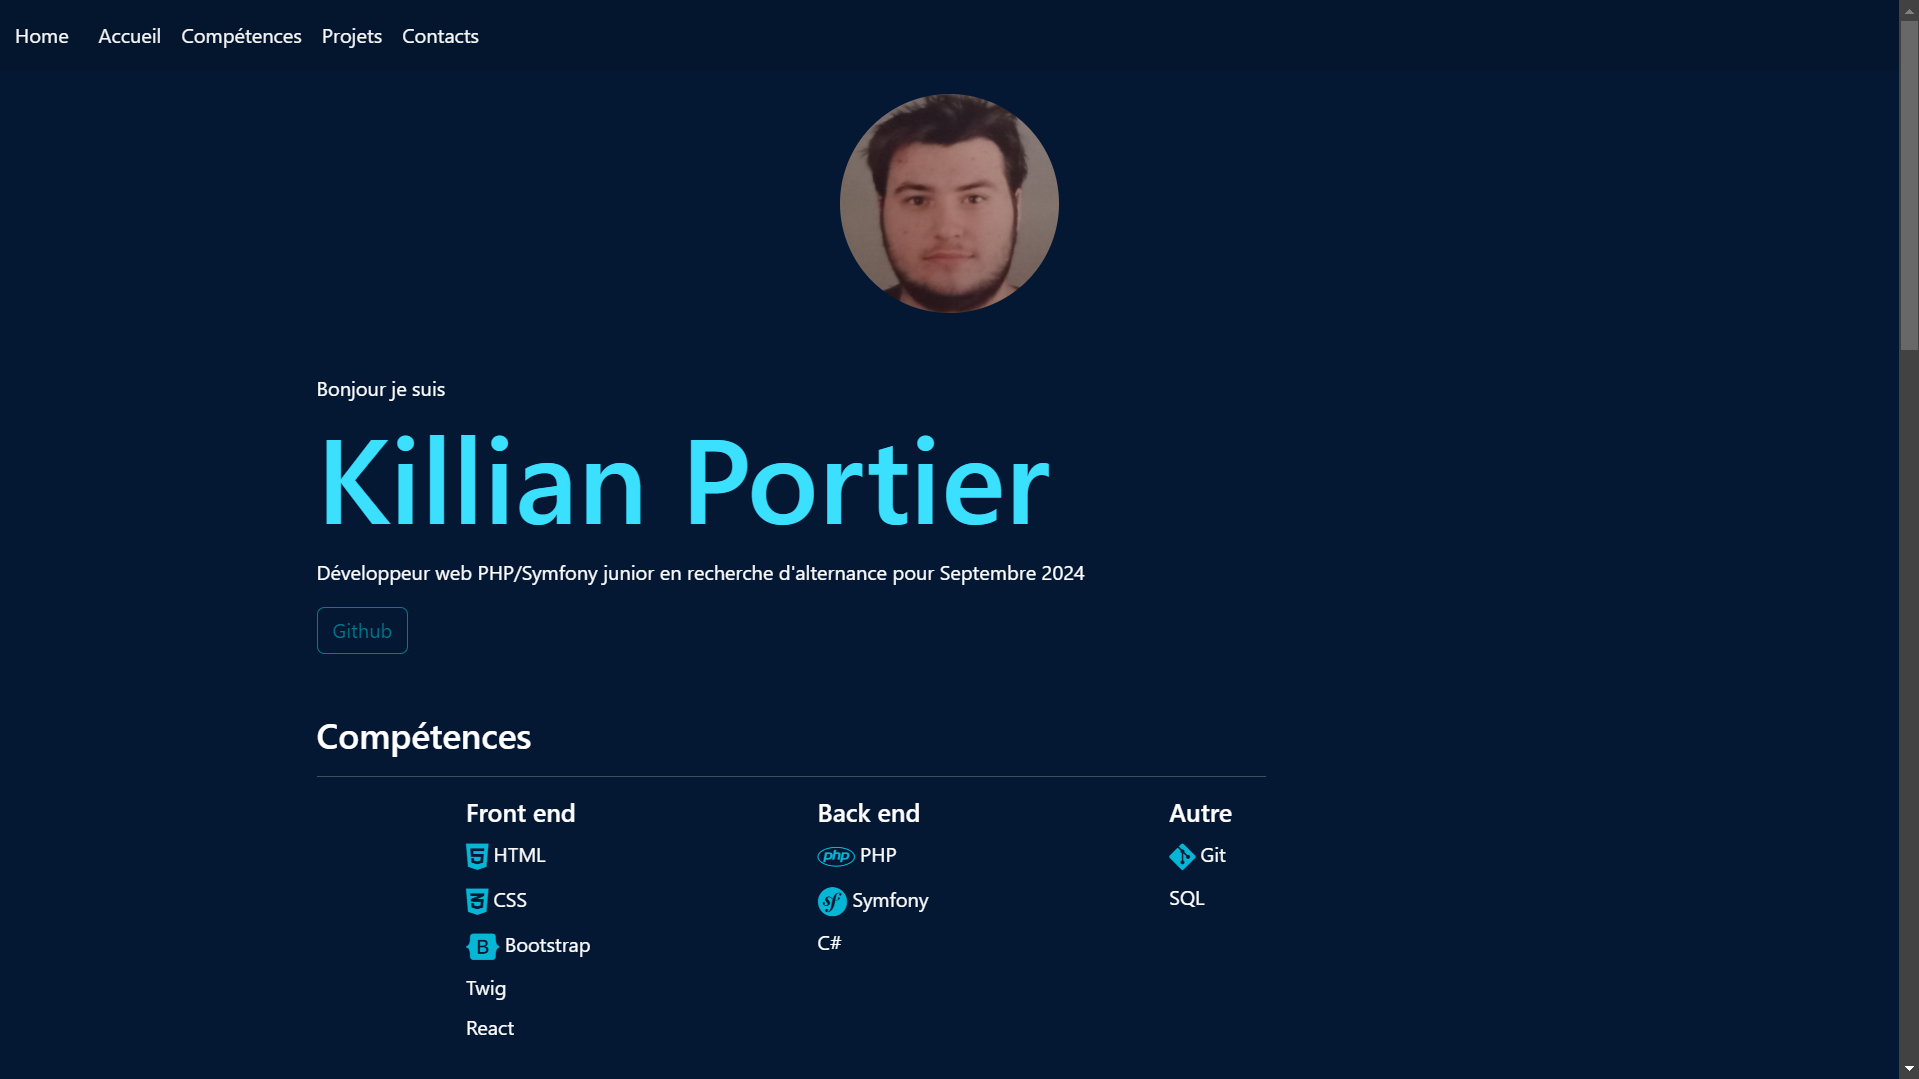 Home Accueil Compétences Projets Contacts
Bonjour je suis
Killian Portier
Développeur web PHP/Symfony junior en recherche d'alternance pour Septembre 2024
Github
Compétences
Front end
HTML
CSS
B Bootstrap
Twig
React
Back end
php PHP
sf Symfony
C#
Autre
Git
SQL